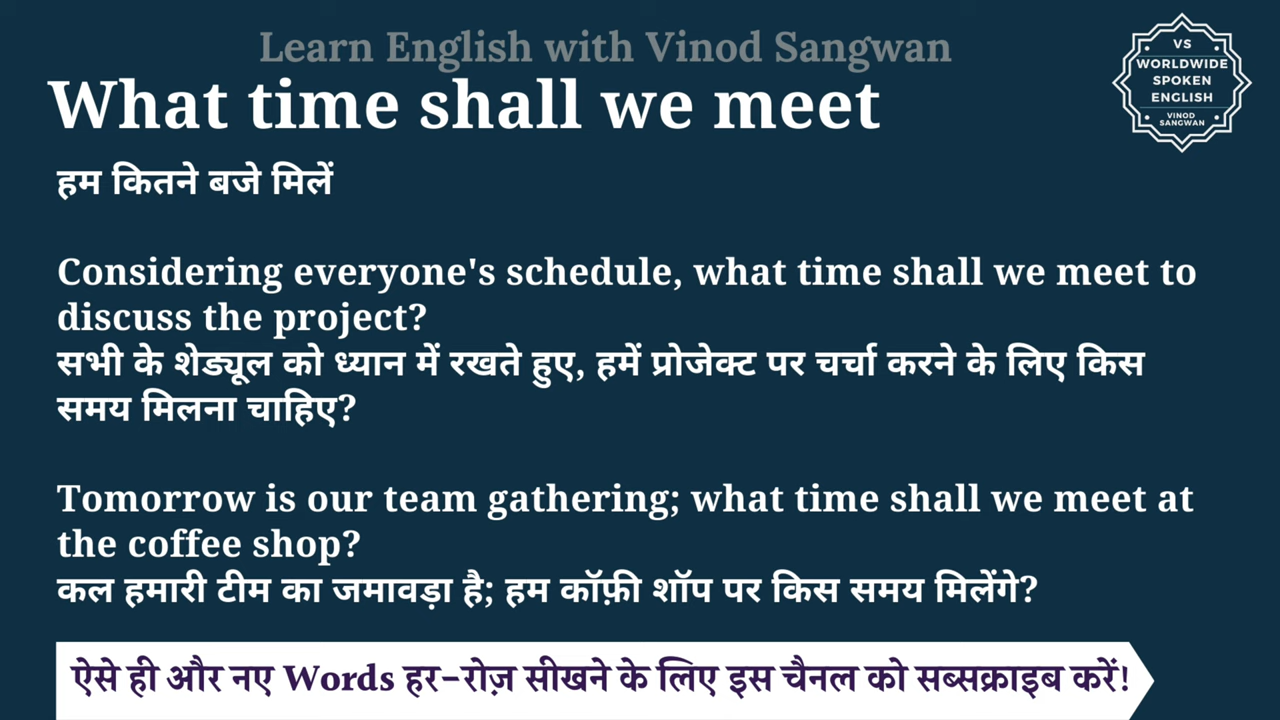 Learn English with Vinod Sangwan
What time shall we meet
हम कितने बजे मिलें
Considering everyone's schedule, what time shall we meet to
discuss the project?
सभी के शेड्यूल को ध्यान में रखते हुए, हमें प्रोजेक्ट पर चर्चा करने के लिए किस
समय मिलना चाहिए?
Tomorrow is our team gathering; what time shall we meet at
the coffee shop?
कल हमारी टीम का जमावड़ा है; हम कॉफ़ी शॉप पर किस समय मिलेंगे?
ऐसे ही और नए Words हर-रोज़ सीखने के लिए इस चैनल को सब्सक्राइब करें!
VS
WORLDWIDE
SPOKEN
ENGLISH
VINOD
SANGWAN